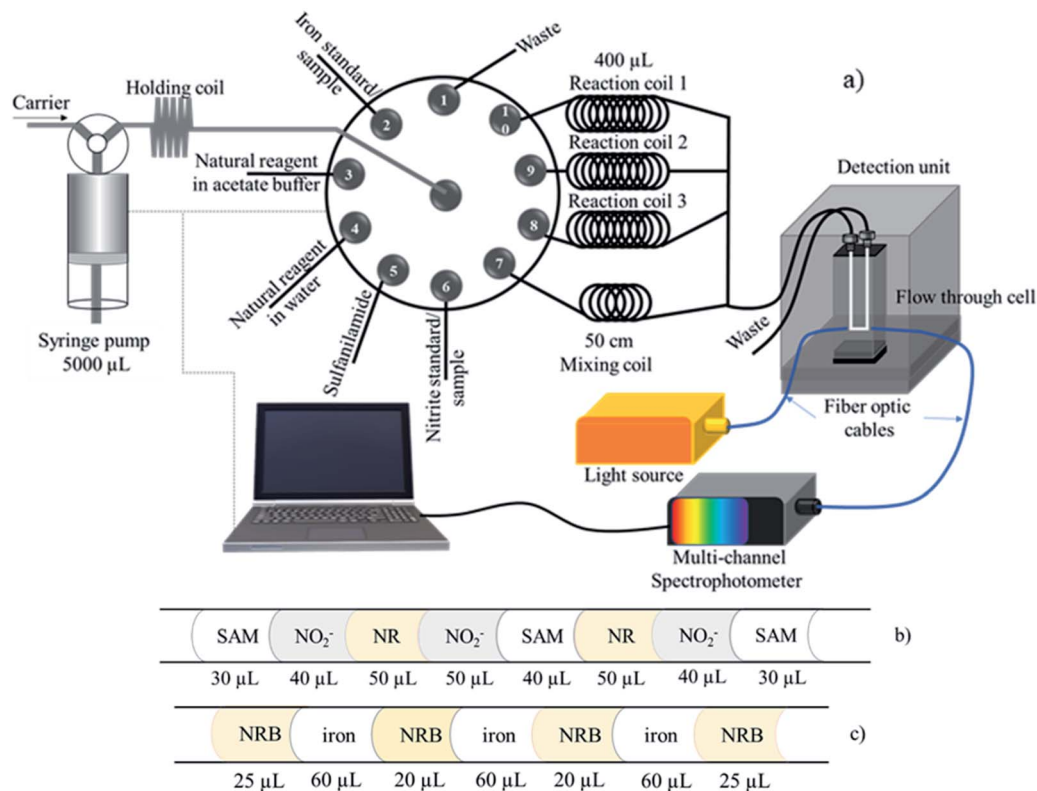 a)
Carrier
Holding coil
Syringe pump
5000 µL
Iron standard/
sample
Waste
Natural reagent
in acetate buffer
Natural reagent
in water
Sulfanilamide
Nitrite standard/
sample
1
2
3
4
5
6
7
8
9
1
0
400 µL
Reaction coil 1
Reaction coil 2
Reaction coil 3
50 cm
Mixing coil
Detection unit
Flow through cell
Waste
Fiber optic
cables
Light source
Multi-channel
Spectrophotometer
SAM NO₂⁻ NR NO₂⁻ SAM NR NO₂⁻ SAM b)
30 µL 40 µL 50 µL 50 µL 40 µL 50 µL 40 µL 30 µL
NRB iron NRB iron NRB iron NRB c)
25 µL 60 µL 20 µL 60 µL 20 µL 60 µL 25 µL